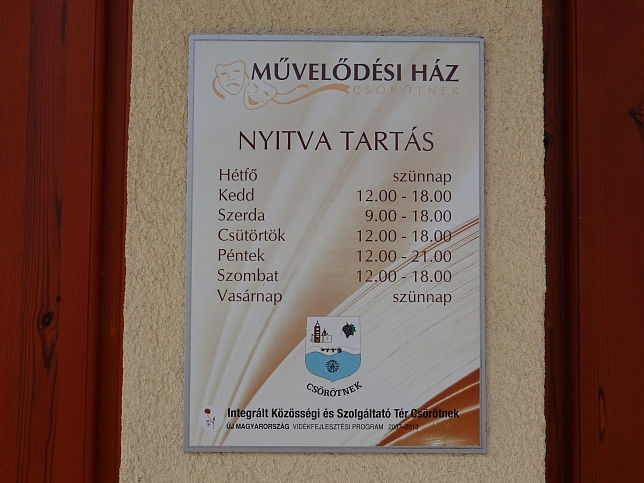 MŰVELŐDÉSI HÁZ
CSÖRÖTNEK
NYITVA TARTÁS
Hétfő szünnap
Kedd 12.00 - 18.00
Szerda 9.00 - 18.00
Csütörtök 12.00 - 18.00
Péntek 12.00 - 21.00
Szombat 12.00 - 18.00
Vasárnap szünnap
CSÖRÖTNEK
Integrált Közösségi és Szolgáltató Tér Csörötnek
ÚJ MAGYARORSZÁG VIDÉKFEJLESZTÉSI PROGRAM 2007-2013